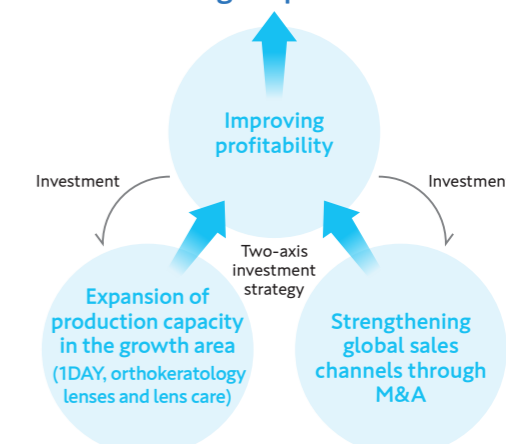 Improving
profitability
Investment
Investmen
Two-axis
investment
strategy
Expansion of
production capacity
in the growth area
(1DAY, orthokeratology
lenses and lens care)
Strengthening
global sales
channels through
M&A